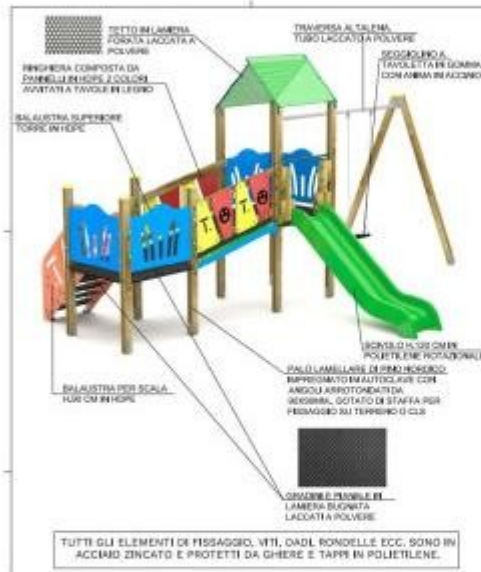 TETTO IN LAMIERA
FORATA LACCATA A
POLVERE
TRAVERSA ALTALENA
TUBO LACCATO A POLVERE
SEGGIOLINO A
TAVOLETTA IN GOMMA
CON ANIMA IN ACCIAIO
RINGHIERA COMPOSTA DA
PANNELLI IN HDPE 2 COLORI
AVVITATI A TAVOLE IN LEGNO
BALAUSTRA SUPERIORE
TORRE IN HDPE
SCIVOLO H.120 CM IN
POLIETILENE ROTAZIONALE
PALO LAMELLARE DI PINO NORDICO
IMPREGNATO IN AUTOCLAVE CON
ANGOLI ARROTONDATI DA
90X90MM, DOTATO DI STAFFA PER
FISSAGGIO SU TERRENO O CLS
BALAUSTRA PER SCALA
H.90 CM IN HDPE
GRADINI E PIANALE IN
LAMIERA BUGNATA
LACCATI A POLVERE
TUTTI GLI ELEMENTI DI FISSAGGIO, VITI, DADI, RONDELLE ECC. SONO IN
ACCIAIO ZINCATO E PROTETTI DA GHIERE E TAPPI IN POLIETILENE.